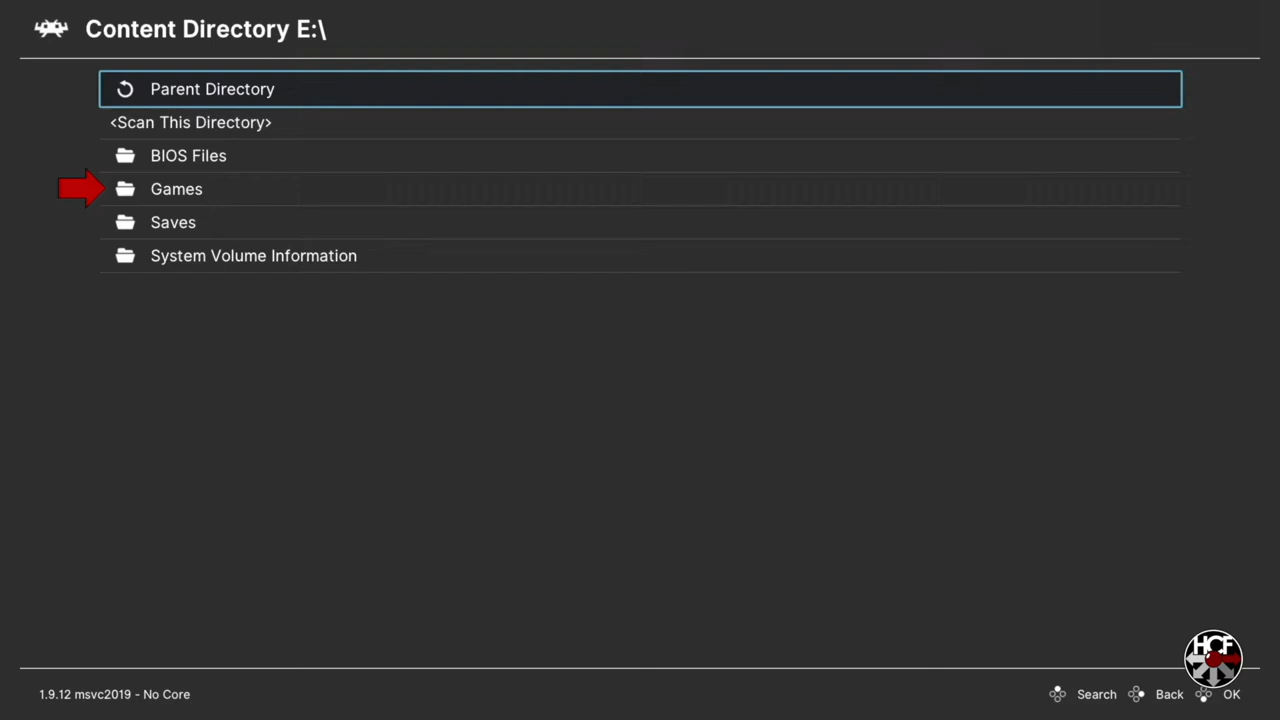 Content Directory E:\
Parent Directory
<Scan This Directory>
BIOS Files
Games
Saves
System Volume Information
HCF
1.9.12 msvc2019 - No Core
Search Back OK